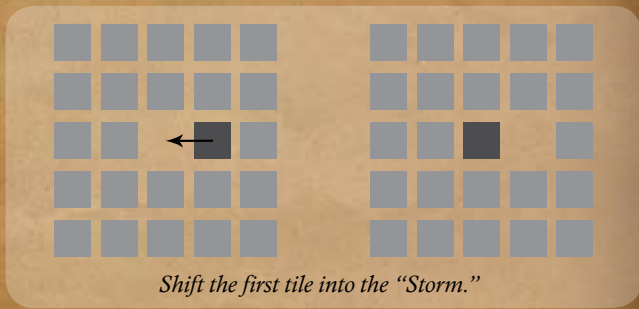 Shift the first tile into the “Storm.”